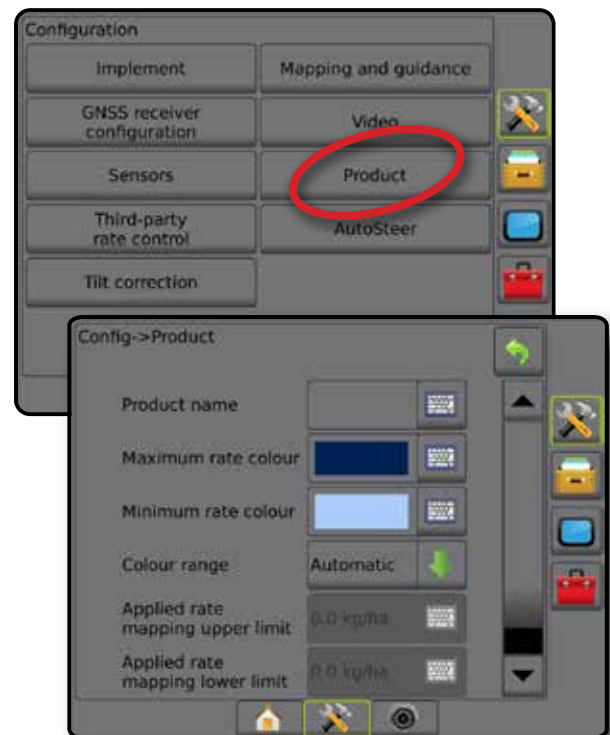 Configuration
Implement
Mapping and guidance
GNSS receiver
configuration
Video
Sensors
Product
Third-party
rate control
AutoSteer
Tilt correction
Config->Product
Product name
Maximum rate colour
Minimum rate colour
Colour range
Automatic
Applied rate
mapping upper limit
0.0 kg/ha
Applied rate
mapping lower limit
0.0 kg/ha